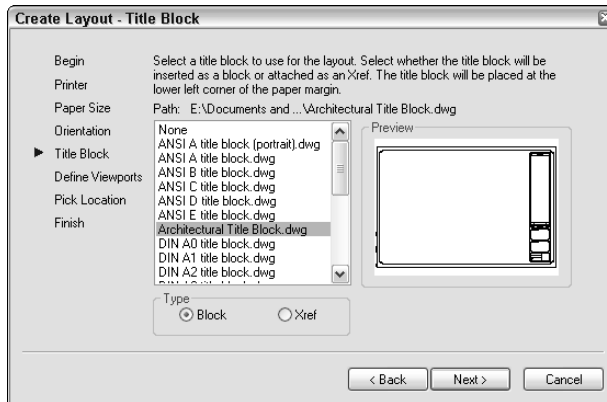 Create Layout - Title Block
Begin
Printer
Paper Size
Orientation
Title Block
Define Viewports
Pick Location
Finish
Select a title block to use for the layout. Select whether the title block will be
inserted as a block or attached as an Xref. The title block will be placed at the
lower left corner of the paper margin.
Path: E:\Documents and ...\Architectural Title Block.dwg
None
ANSI A title block (portrait).dwg
ANSI A title block.dwg
ANSI B title block.dwg
ANSI C title block.dwg
ANSI D title block.dwg
ANSI E title block.dwg
Architectural Title Block.dwg
DIN A0 title block.dwg
DIN A1 title block.dwg
DIN A2 title block.dwg
Preview
Type
Block
Xref
< Back
Next >
Cancel